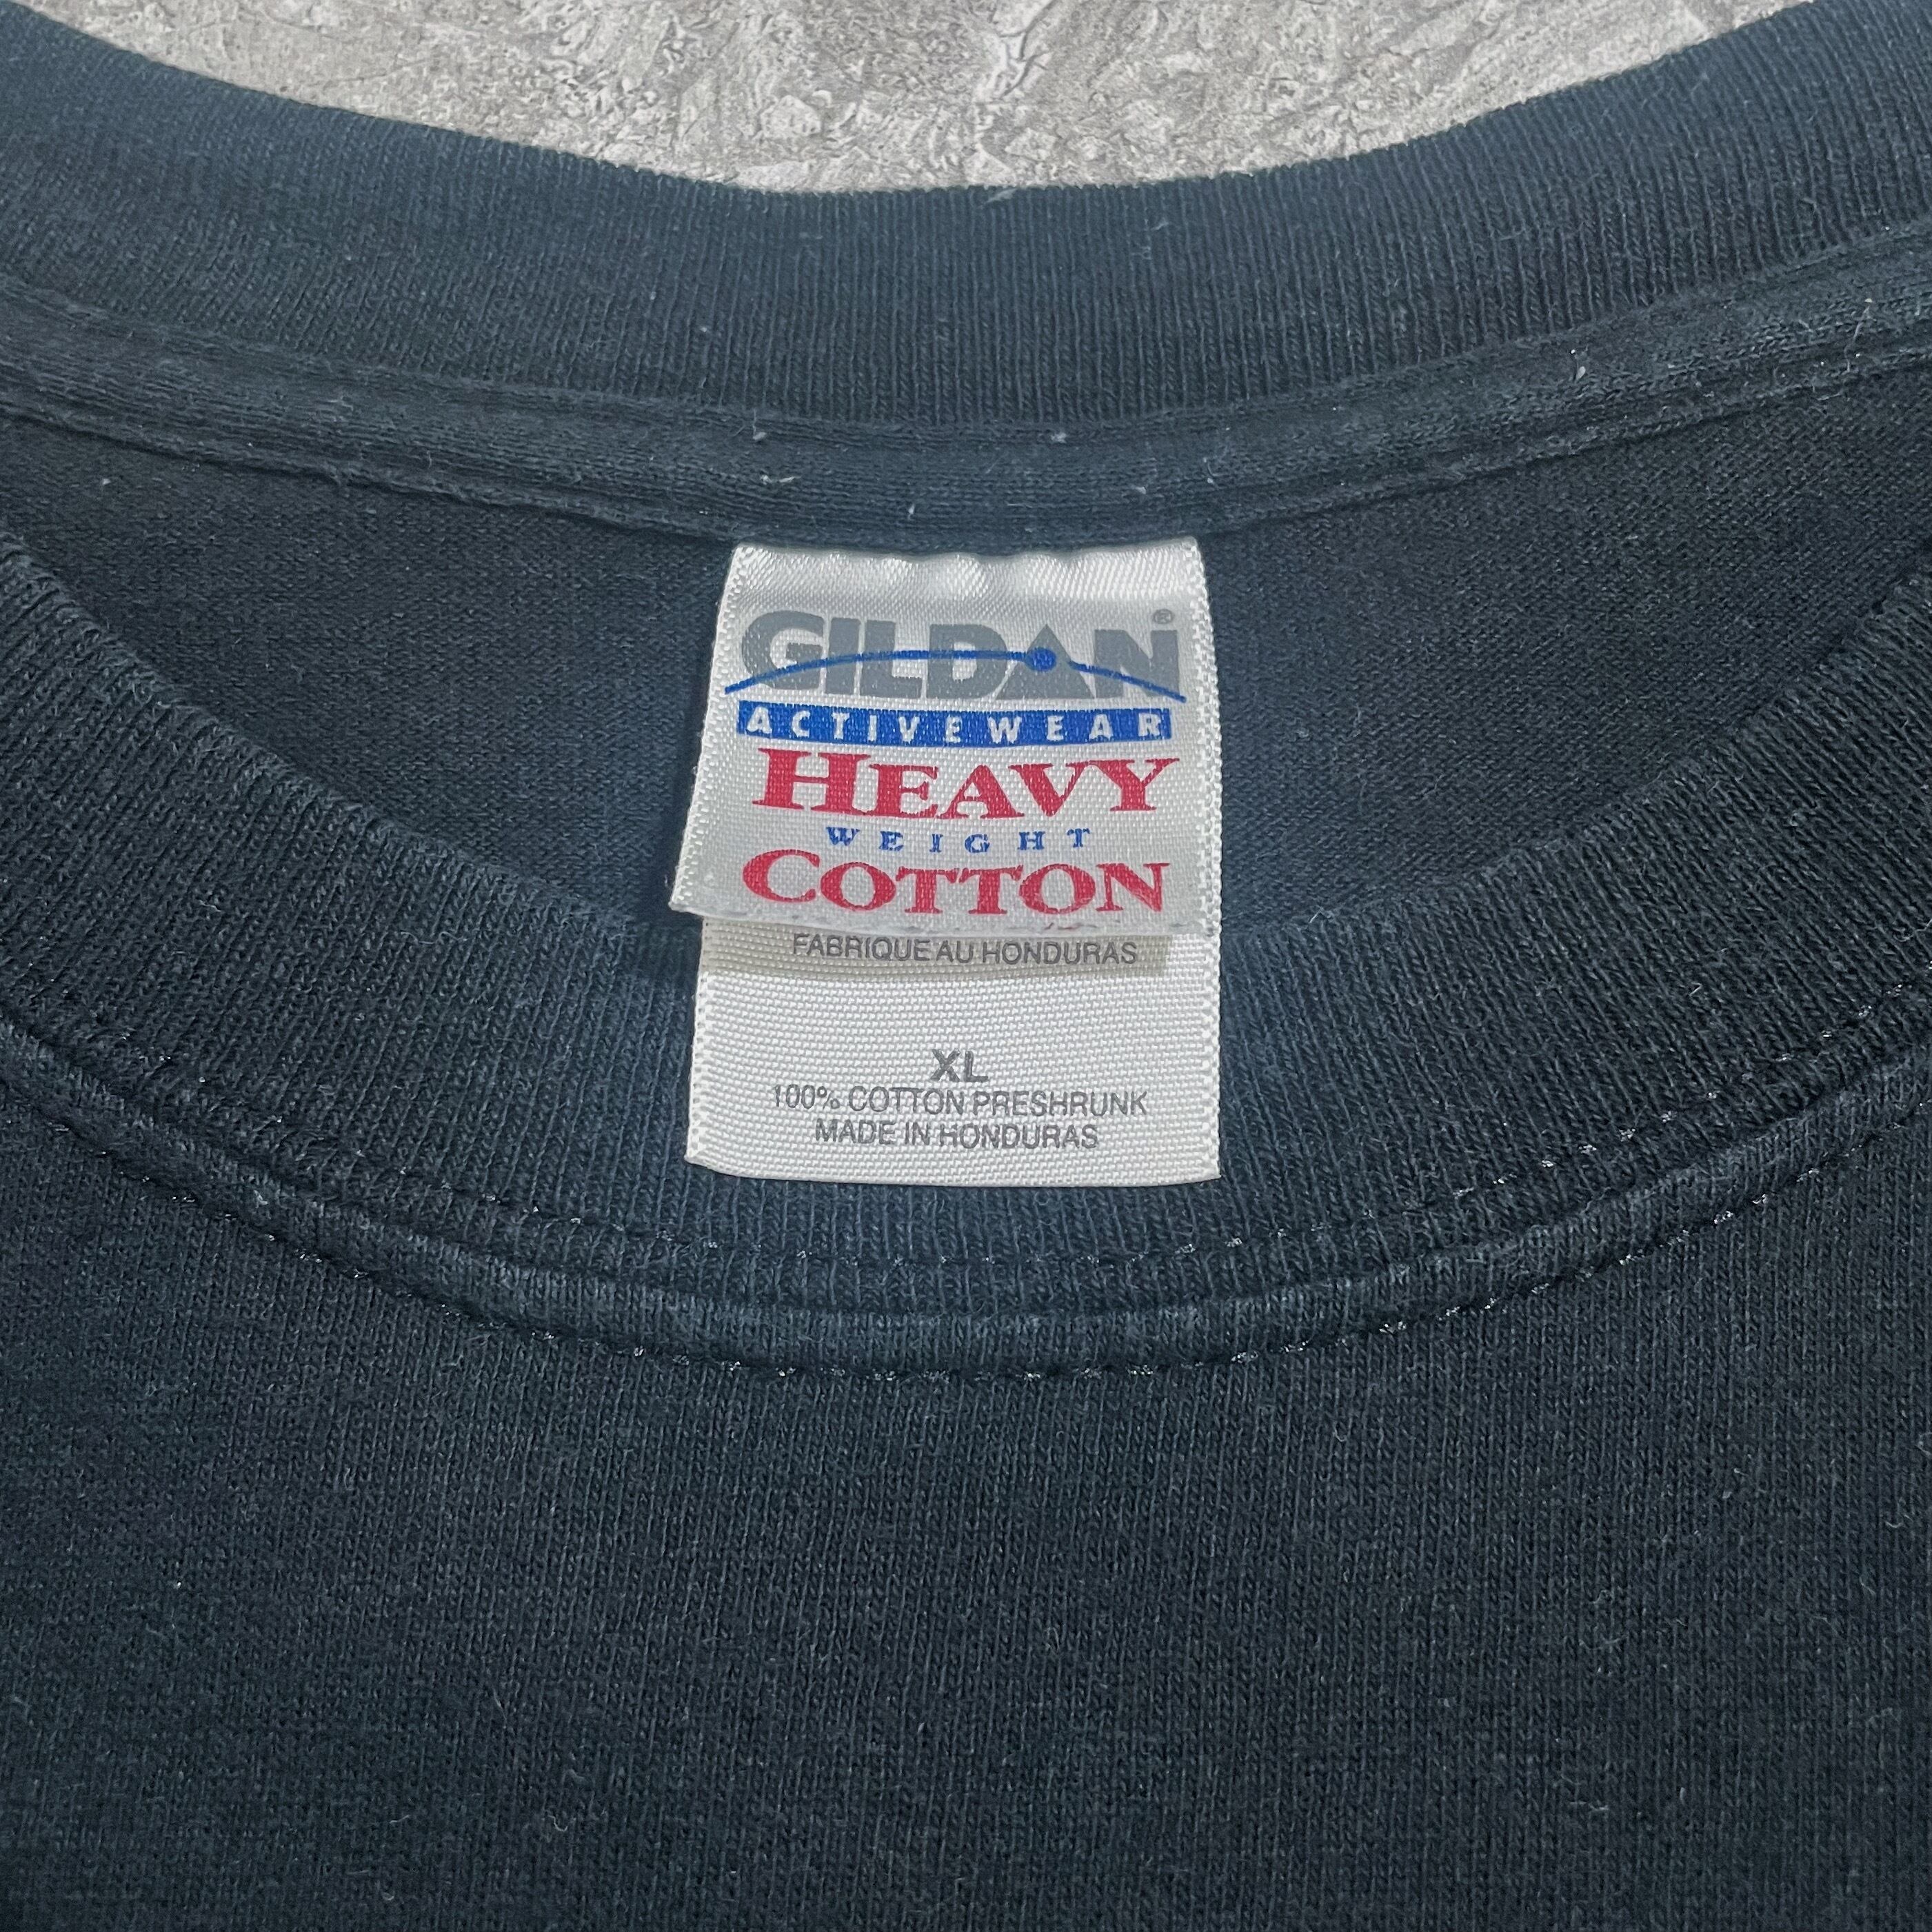 GILDAN®
ACTIVEWEAR
HEAVY
WEIGHT
COTTON
FABRIQUE AU HONDURAS
XL
100% COTTON PRESHRUNK
MADE IN HONDURAS